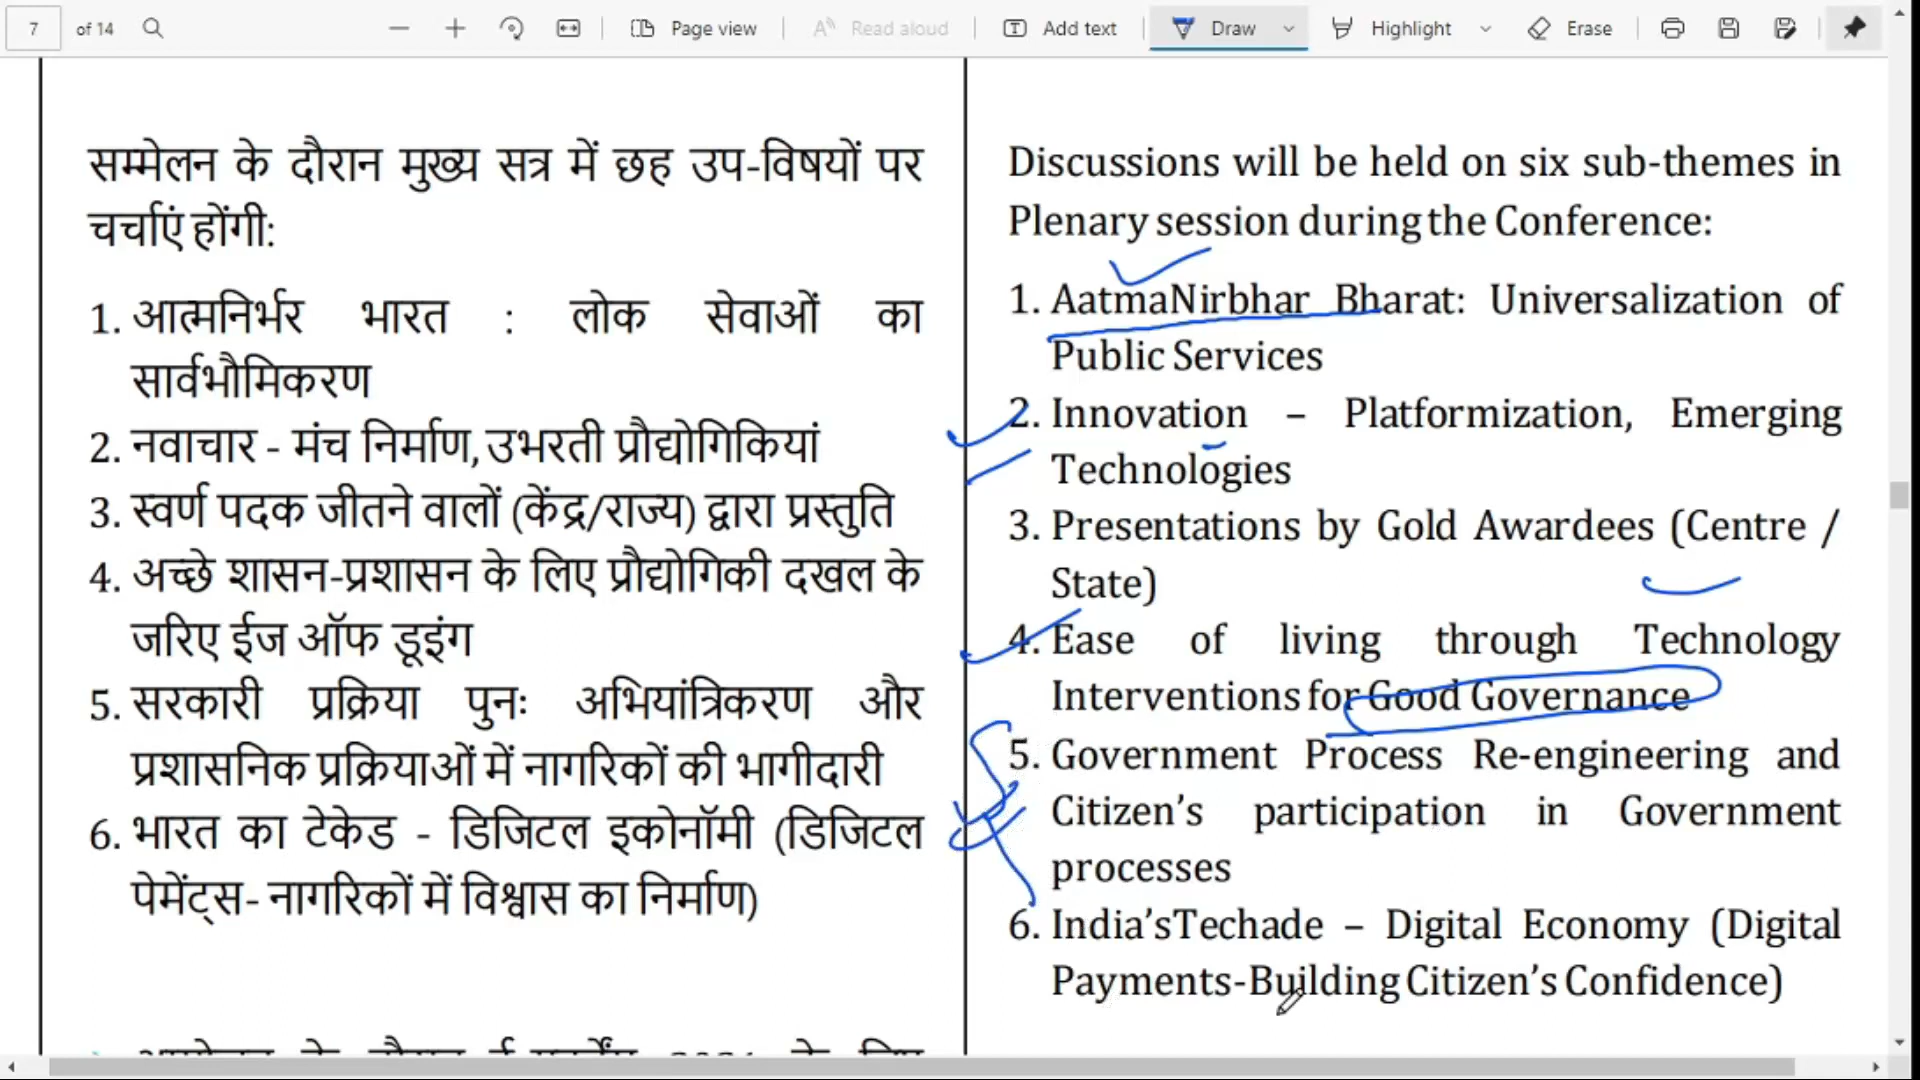 7 of 14 Page view Read aloud Add text Draw Highlight Erase
सम्मेलन के दौरान मुख्य सत्र में छह उप-विषयों पर
चर्चाएं होंगी:
1. आत्मनिर्भर भारत : लोक सेवाओं का
सार्वभौमिकरण
2. नवाचार - मंच निर्माण, उभरती प्रौद्योगिकियां
3. स्वर्ण पदक जीतने वालों (केंद्र/राज्य) द्वारा प्रस्तुति
4. अच्छे शासन-प्रशासन के लिए प्रौद्योगिकी दखल के
जरिए ईज ऑफ डूइंग
5. सरकारी प्रक्रिया पुनः अभियांत्रिकरण और
प्रशासनिक प्रक्रियाओं में नागरिकों की भागीदारी
6. भारत का टेकेड - डिजिटल इकोनॉमी (डिजिटल
पेमेंट्स- नागरिकों में विश्वास का निर्माण)
Discussions will be held on six sub-themes in
Plenary session during the Conference:
1. AatmaNirbhar Bharat: Universalization of
Public Services
2. Innovation – Platformization, Emerging
Technologies
3. Presentations by Gold Awardees (Centre /
State)
4. Ease of living through Technology
Interventions for Good Governance
5. Government Process Re-engineering and
Citizen’s participation in Government
processes
6. India’sTechade – Digital Economy (Digital
Payments-Building Citizen’s Confidence)